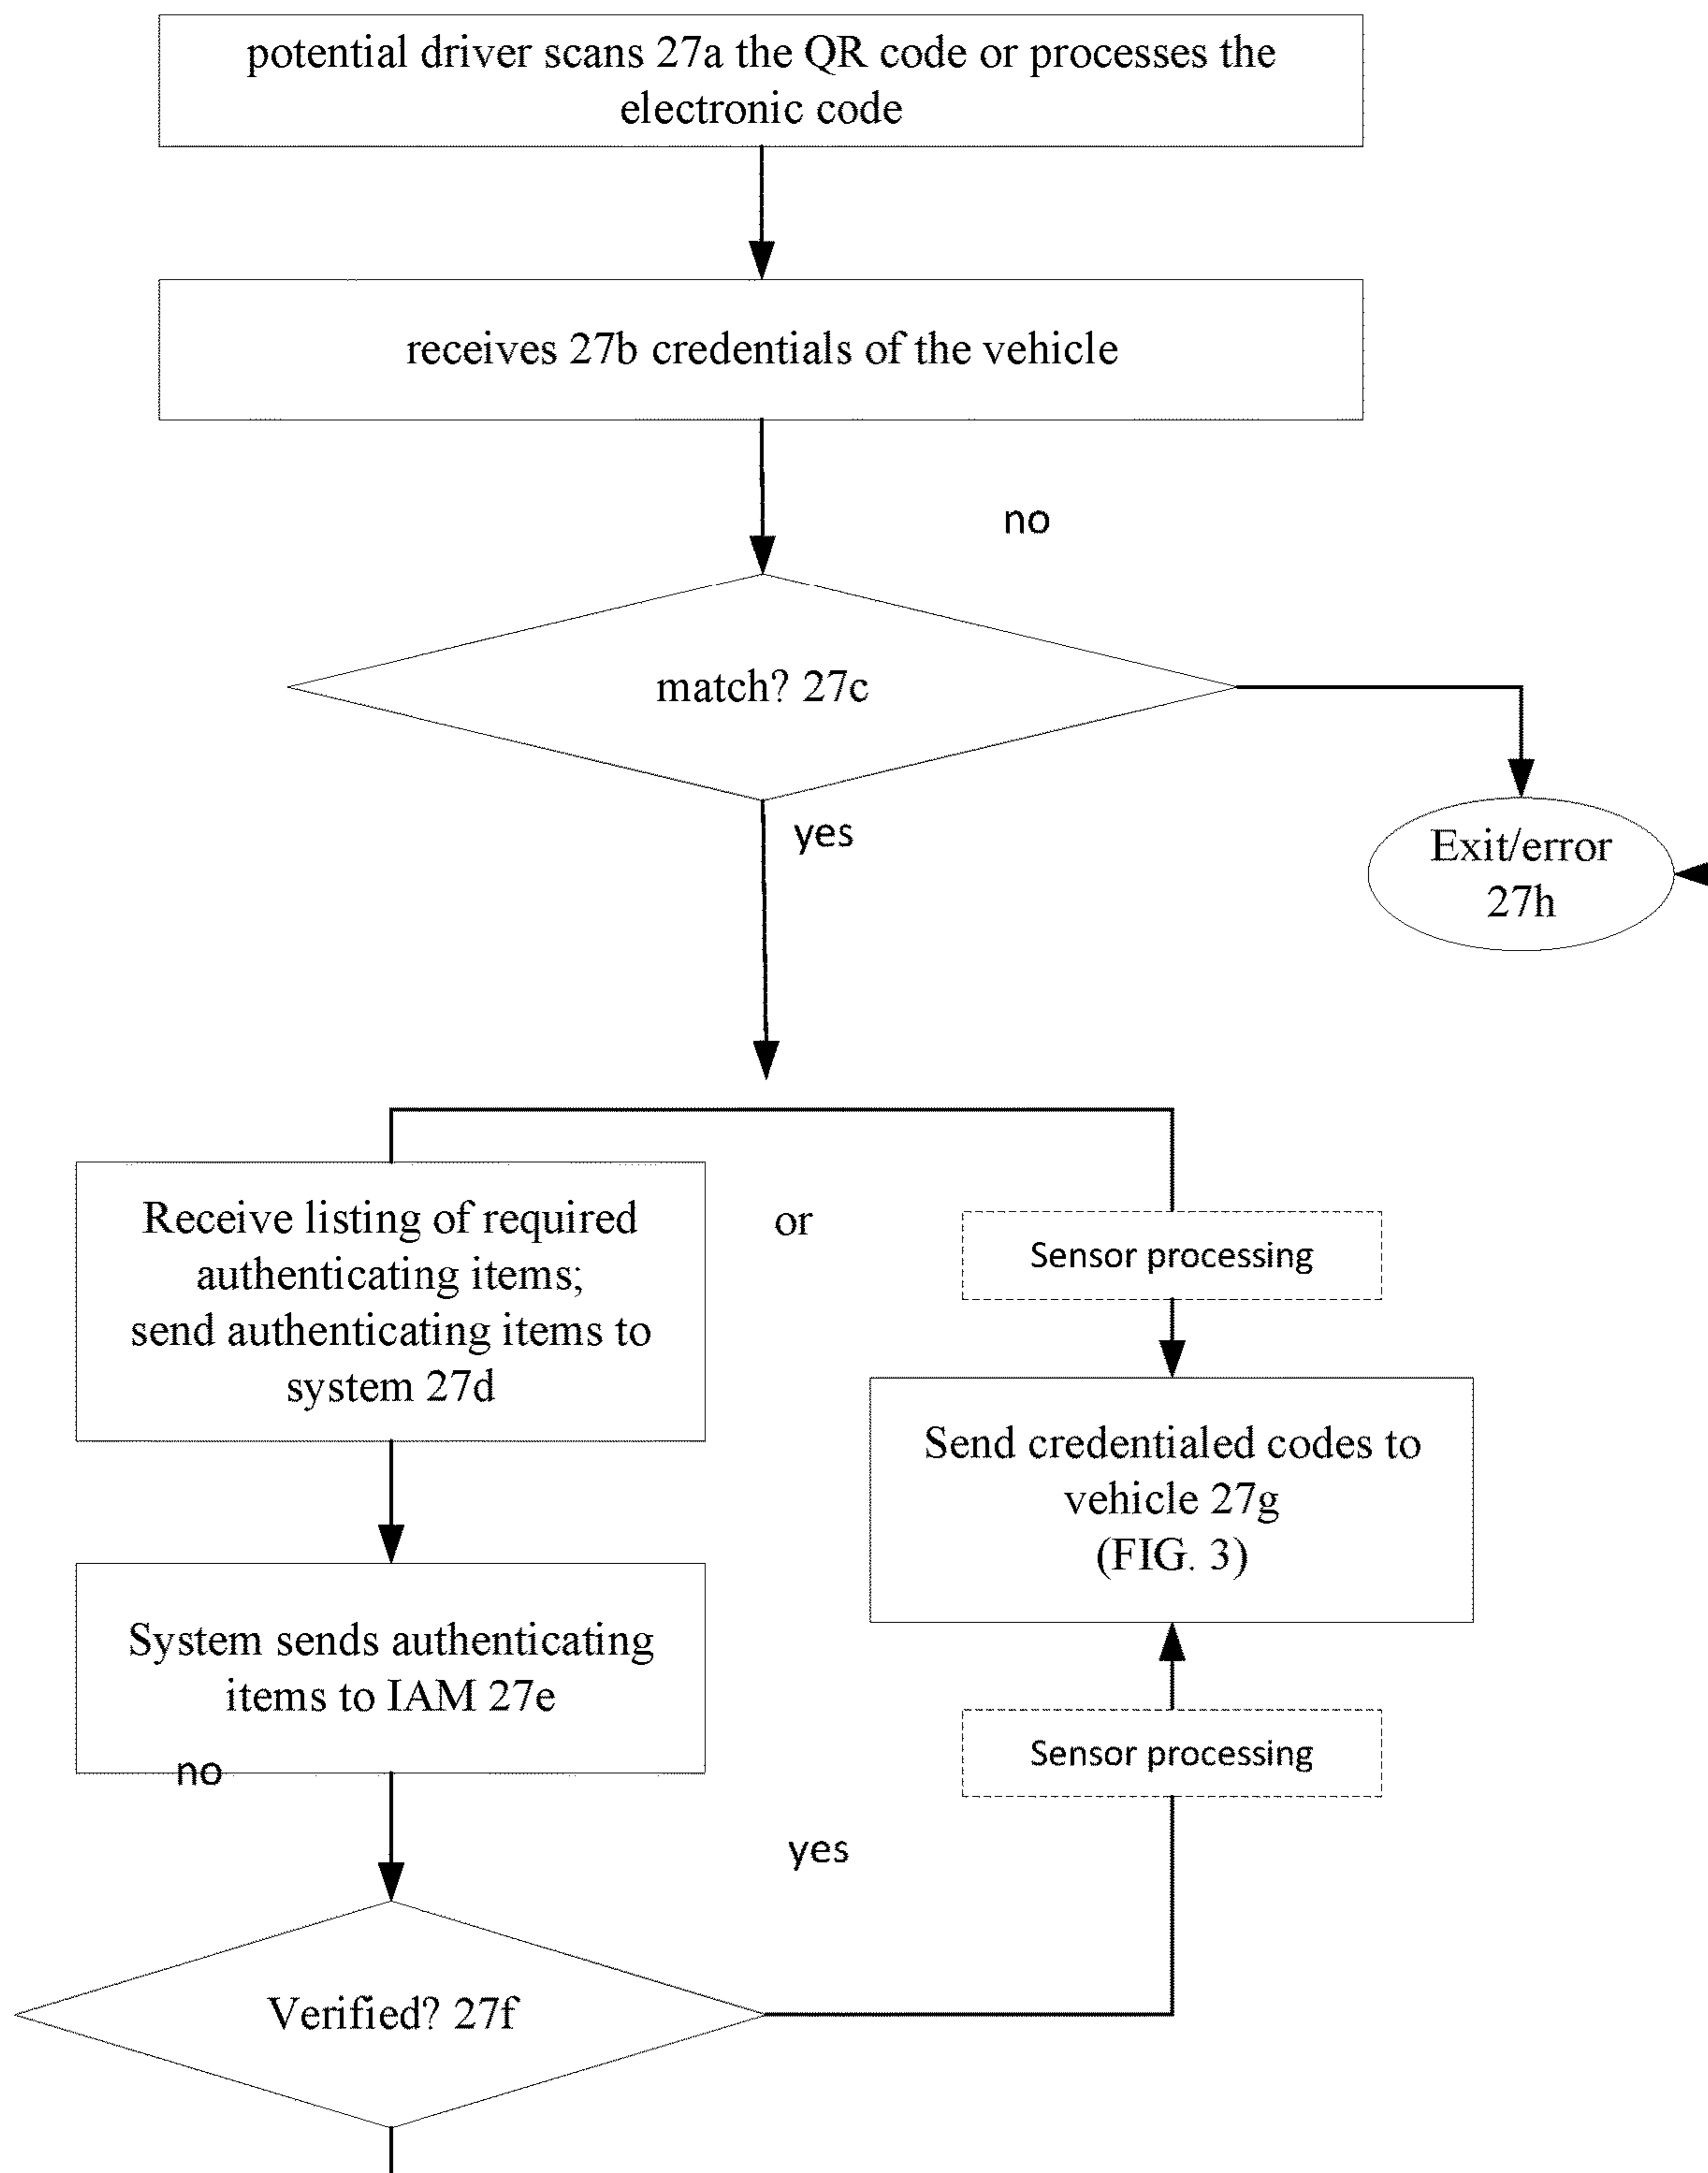 potential driver scans 27a the QR code or processes the
electronic code
receives 27b credentials of the vehicle
no
match? 27c
yes
Exit/error
27h
Receive listing of required
authenticating items;
send authenticating items to
system 27d
or
Sensor processing
Send credentialed codes to
vehicle 27g
(FIG. 3)
System sends authenticating
items to IAM 27e
no
Sensor processing
yes
Verified? 27f